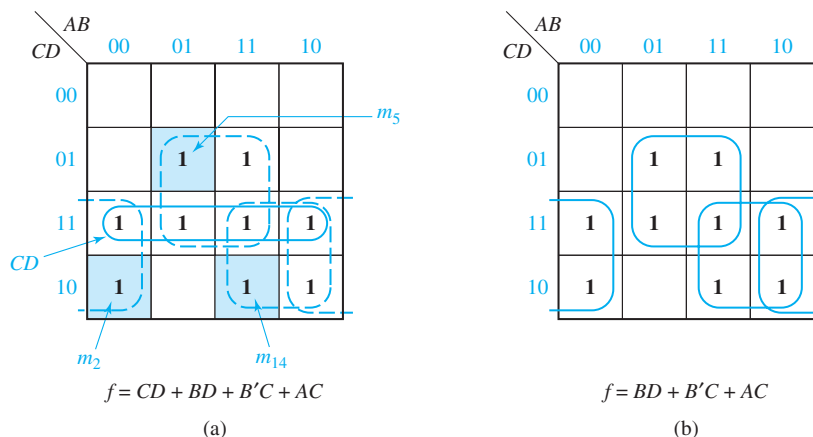 AB AB
CD 00 01 11 10 CD 00 01 11 10
00 00
m5
01 1 1 01 1 1
11 1 1 1 1 11 1 1 1 1
CD
10 1 1 1 10 1 1 1
m2 m14
f = CD + BD + B′C + AC f = BD + B′C + AC
(a) (b)